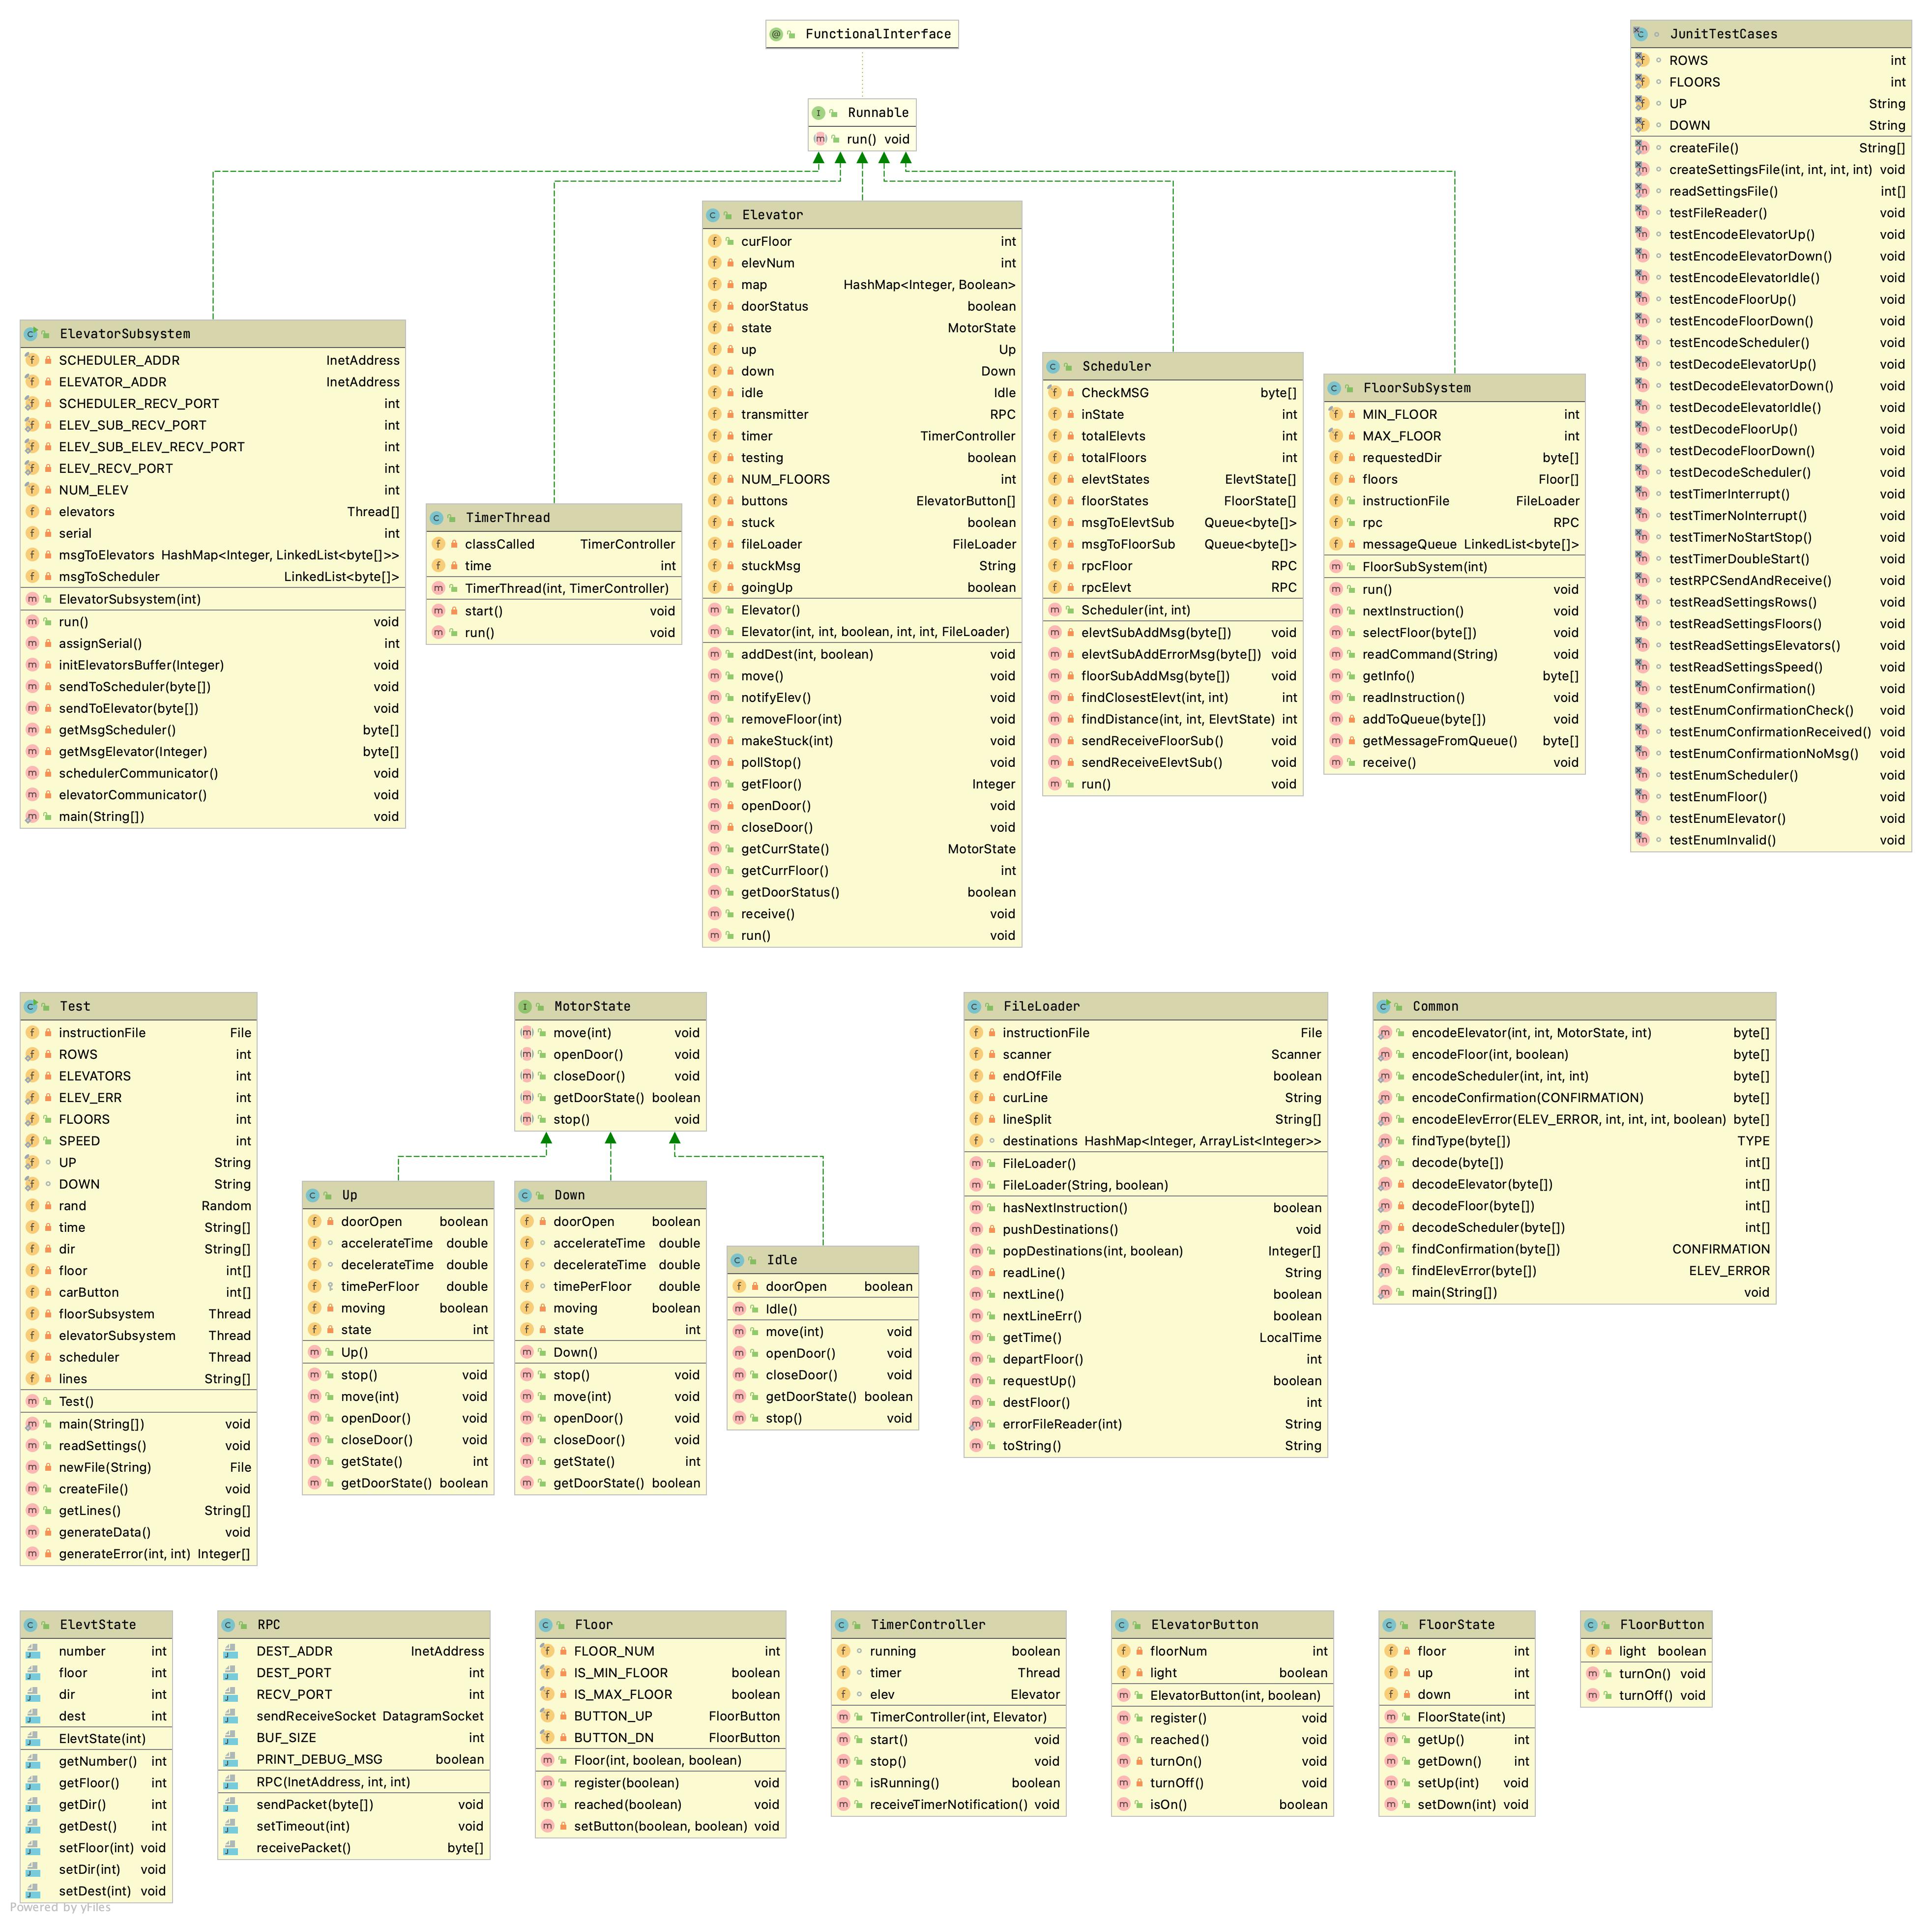 FunctionalInterface
Runnable
run() void
JunitTestCases
ROWS int
FLOORS int
UP String
DOWN String
createFile() String[]
createSettingsFile(int, int, int, int) void
readSettingsFile() int[]
testFileReader() void
testEncodeElevatorUp() void
testEncodeElevatorDown() void
testEncodeElevatorIdle() void
testEncodeFloorUp() void
testEncodeFloorDown() void
testEncodeScheduler() void
testDecodeElevatorUp() void
testDecodeElevatorDown() void
testDecodeElevatorIdle() void
testDecodeFloorUp() void
testDecodeFloorDown() void
testDecodeScheduler() void
testTimerInterrupt() void
testTimerNoInterrupt() void
testTimerNoStartStop() void
testTimerDoubleStart() void
testRPCSendAndReceive() void
testReadSettingsRows() void
testReadSettingsFloors() void
testReadSettingsElevators() void
testReadSettingsSpeed() void
testEnumConfirmation() void
testEnumConfirmationCheck() void
testEnumConfirmationReceived() void
testEnumConfirmationNoMsg() void
testEnumScheduler() void
testEnumFloor() void
testEnumElevator() void
testEnumInvalid() void
ElevatorSubsystem
SCHEDULER_ADDR InetAddress
ELEVATOR_ADDR InetAddress
SCHEDULER_RECV_PORT int
ELEV_SUB_RECV_PORT int
ELEV_SUB_ELEV_RECV_PORT int
ELEV_RECV_PORT int
NUM_ELEV int
elevators Thread[]
serial int
msgToElevators HashMap<Integer, LinkedList<byte[]>>
msgToScheduler LinkedList<byte[]>
ElevatorSubsystem(int)
run() void
assignSerial() int
initElevatorsBuffer(Integer) void
sendToScheduler(byte[]) void
sendToElevator(byte[]) void
getMsgScheduler() byte[]
getMsgElevator(Integer) byte[]
schedulerCommunicator() void
elevatorCommunicator() void
main(String[]) void
TimerThread
classCalled TimerController
time int
TimerThread(int, TimerController)
start() void
run() void
Elevator
curFloor int
elevNum int
map HashMap<Integer, Boolean>
doorStatus boolean
state MotorState
up Up
down Down
idle Idle
transmitter RPC
timer TimerController
testing boolean
NUM_FLOORS int
buttons ElevatorButton[]
stuck boolean
fileLoader FileLoader
stuckMsg String
goingUp boolean
Elevator()
Elevator(int, int, boolean, int, int, FileLoader)
addDest(int, boolean) void
move() void
notifyElev() void
removeFloor(int) void
makeStuck(int) void
pollStop() void
getFloor() Integer
openDoor() void
closeDoor() void
getCurrState() MotorState
getCurrFloor() int
getDoorStatus() boolean
receive() void
run() void
Scheduler
CheckMSG byte[]
inState int
totalElevts int
totalFloors int
elevtStates ElevtState[]
floorStates FloorState[]
msgToElevtSub Queue<byte[]>
msgToFloorSub Queue<byte[]>
rpcFloor RPC
rpcElevt RPC
Scheduler(int, int)
elevtSubAddMsg(byte[]) void
elevtSubAddErrorMsg(byte[]) void
floorSubAddMsg(byte[]) void
findClosestElevt(int, int) int
findDistance(int, int, ElevtState) int
sendReceiveFloorSub() void
sendReceiveElevtSub() void
run() void
FloorSubSystem
MIN_FLOOR int
MAX_FLOOR int
requestedDir byte[]
floors Floor[]
instructionFile FileLoader
rpc RPC
messageQueue LinkedList<byte[]>
FloorSubSystem(int)
run() void
nextInstruction() void
selectFloor(byte[]) void
readCommand(String) void
getInfo() byte[]
readInstruction() void
addToQueue(byte[]) void
getMessageFromQueue() byte[]
receive() void
Test
instructionFile File
ROWS int
ELEVATORS int
ELEV_ERR int
FLOORS int
SPEED int
UP String
DOWN String
rand Random
time String[]
dir String[]
floor int[]
carButton int[]
floorSubsystem Thread
elevatorSubsystem Thread
scheduler Thread
lines String[]
Test()
main(String[]) void
readSettings() void
newFile(String) File
createFile() void
getLines() String[]
generateData() void
generateError(int, int) Integer[]
MotorState
move(int) void
openDoor() void
closeDoor() void
getDoorState() boolean
stop() void
Up
doorOpen boolean
accelerateTime double
decelerateTime double
timePerFloor double
moving boolean
state int
Up()
stop() void
move(int) void
openDoor() void
closeDoor() void
getState() int
getDoorState() boolean
Down
doorOpen boolean
accelerateTime double
decelerateTime double
timePerFloor double
moving boolean
state int
Down()
stop() void
move(int) void
openDoor() void
closeDoor() void
getState() int
getDoorState() boolean
Idle
doorOpen boolean
Idle()
move(int) void
openDoor() void
closeDoor() void
getDoorState() boolean
stop() void
FileLoader
instructionFile File
scanner Scanner
endOfFile boolean
curLine String
lineSplit String[]
destinations HashMap<Integer, ArrayList<Integer>>
FileLoader()
FileLoader(String, boolean)
hasNextInstruction() boolean
pushDestinations() void
popDestinations(int, boolean) Integer[]
readLine() String
nextLine() boolean
nextLineErr() boolean
getTime() LocalTime
departFloor() int
requestUp() boolean
destFloor() int
errorFileReader(int) String
toString() String
Common
encodeElevator(int, int, MotorState, int) byte[]
encodeFloor(int, boolean) byte[]
encodeScheduler(int, int, int) byte[]
encodeConfirmation(CONFIRMATION) byte[]
encodeElevError(ELEV_ERROR, int, int, int, boolean) byte[]
findType(byte[]) TYPE
decode(byte[]) int[]
decodeElevator(byte[]) int[]
decodeFloor(byte[]) int[]
decodeScheduler(byte[]) int[]
findConfirmation(byte[]) CONFIRMATION
findElevError(byte[]) ELEV_ERROR
main(String[]) void
ElevtState
number int
floor int
dir int
dest int
ElevtState(int)
getNumber() int
getFloor() int
getDir() int
getDest() int
setFloor(int) void
setDir(int) void
setDest(int) void
RPC
DEST_ADDR InetAddress
DEST_PORT int
RECV_PORT int
sendReceiveSocket DatagramSocket
BUF_SIZE int
PRINT_DEBUG_MSG boolean
RPC(InetAddress, int, int)
sendPacket(byte[]) void
setTimeout(int) void
receivePacket() byte[]
Floor
FLOOR_NUM int
IS_MIN_FLOOR boolean
IS_MAX_FLOOR boolean
BUTTON_UP FloorButton
BUTTON_DN FloorButton
Floor(int, boolean, boolean)
register(boolean) void
reached(boolean) void
setButton(boolean, boolean) void
TimerController
running boolean
timer Thread
elev Elevator
TimerController(int, Elevator)
start() void
stop() void
isRunning() boolean
receiveTimerNotification() void
ElevatorButton
floorNum int
light boolean
ElevatorButton(int, boolean)
register() void
reached() void
turnOn() void
turnOff() void
isOn() boolean
FloorState
floor int
up int
down int
FloorState(int)
getUp() int
getDown() int
setUp(int) void
setDown(int) void
FloorButton
light boolean
turnOn() void
turnOff() void
Powered by yFiles